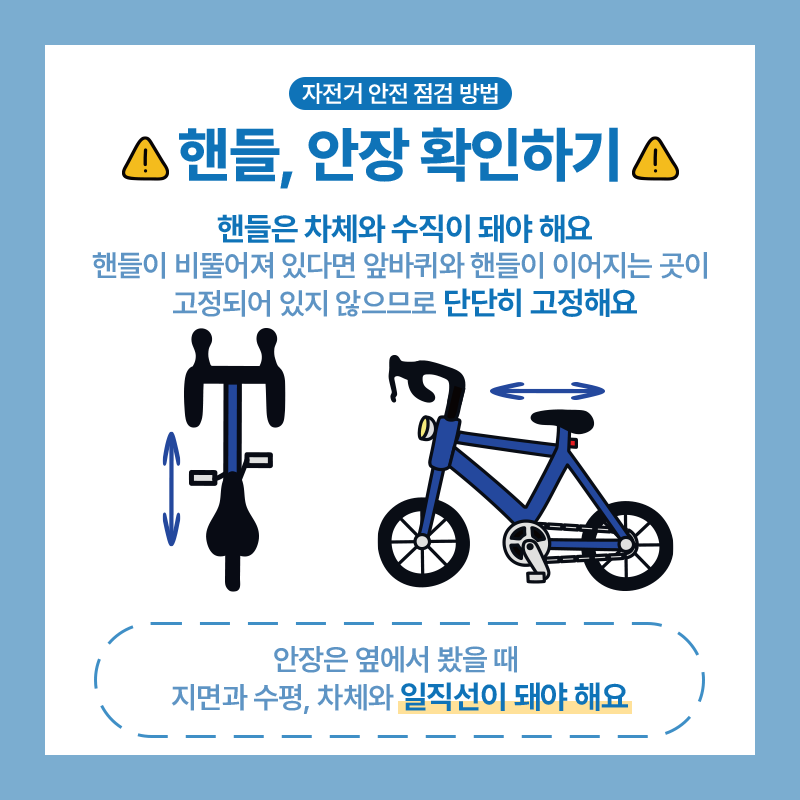 자전거 안전 점검 방법
핸들, 안장 확인하기
핸들은 차체와 수직이 돼야 해요
핸들이 비뚤어져 있다면 앞바퀴와 핸들이 이어지는 곳이
고정되어 있지 않으므로 단단히 고정해요
안장은 옆에서 봤을 때
지면과 수평, 차체와 일직선이 돼야 해요